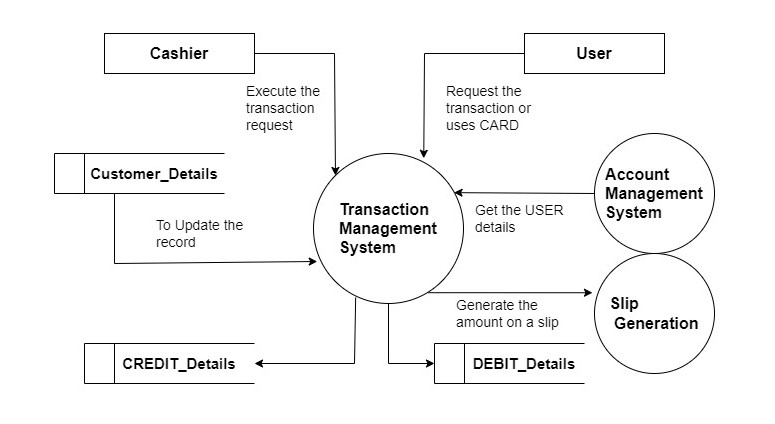 Cashier
User
Execute the
transaction
request
Request the
transaction or
uses CARD
Customer_Details
Account
Management
System
Transaction
Management
System
Get the USER
details
To Update the
record
Generate the
amount on a slip
Slip
Generation
CREDIT_Details
DEBIT_Details